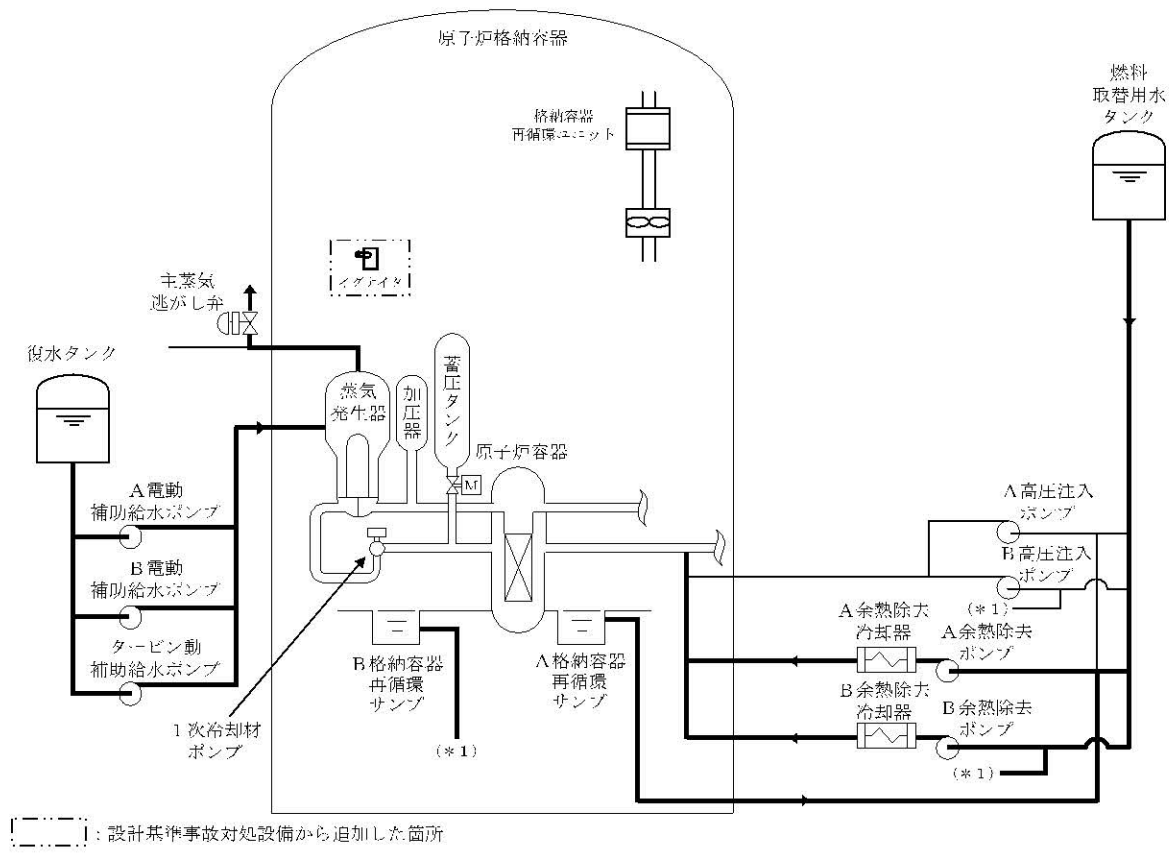 原子炉格納容器
燃料
取替用水
タンク
格納容器
再循環ユニット
イグナイタ
主蒸気
逃がし弁
復水タンク
蒸気
発生器
加圧器
蓄圧タンク
M
原子炉容器
A電動
補助給水ポンプ
B電動
補助給水ポンプ
タービン動
補助給水ポンプ
A高圧注入
ポンプ
B高圧注入
ポンプ
(*1)
A余熱除去
冷却器
A余熱除去
ポンプ
B余熱除去
冷却器
B余熱除去
ポンプ
(*1)
B格納容器
再循環
サンプ
A格納容器
再循環
サンプ
(*1)
1次冷却材
ポンプ
:設計基準事故対処設備から追加した箇所